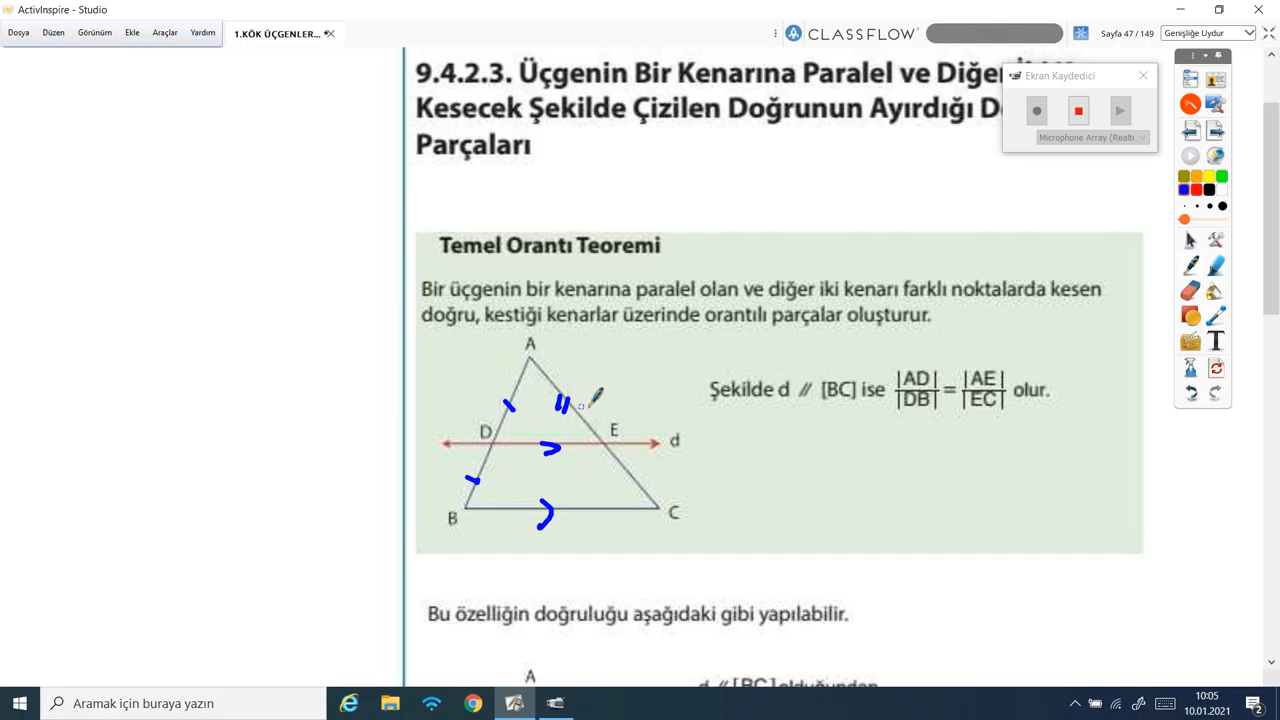 ActivInspire - Studio
Dosya Düzen Görünüm Ekle Araçlar Yardım
1.KÖK ÜÇGENLER...
CLASSFLOW
Sayfa 47 / 149
Genişliğe Uydur
Ekran Kaydedici
Microphone Array (Realt
9.4.2.3. Üçgenin Bir Kenarına Paralel ve
Kesecek Şekilde Çizilen Doğrunun Ayırdığı
Parçaları
Temel Orantı Teoremi
Bir üçgenin bir kenarına paralel olan ve diğer iki kenarı farklı noktalarda kesen
doğru, kestiği kenarlar üzerinde orantılı parçalar oluşturur.
A
D E d
B C
Şekilde d // [BC] ise |AD| / |DB| = |AE| / |EC| olur.
Bu özelliğin doğruluğu aşağıdaki gibi yapılabilir.
A
d // [BC] olduğundan
Aramak için buraya yazın
10:05
10.01.2021
2